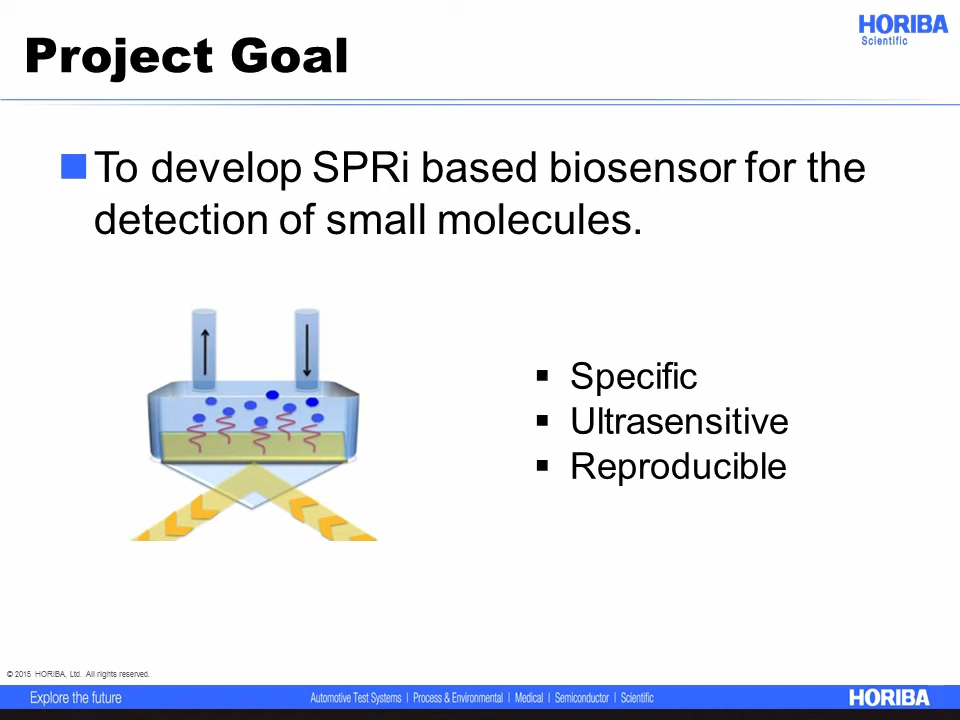 Project Goal
HORIBA
Scientific
To develop SPRi based biosensor for the
detection of small molecules.
Specific
Ultrasensitive
Reproducible
© 2015 HORIBA, Ltd. All rights reserved.
Explore the future
Automotive Test Systems | Process & Environmental | Medical | Semiconductor | Scientific
HORIBA